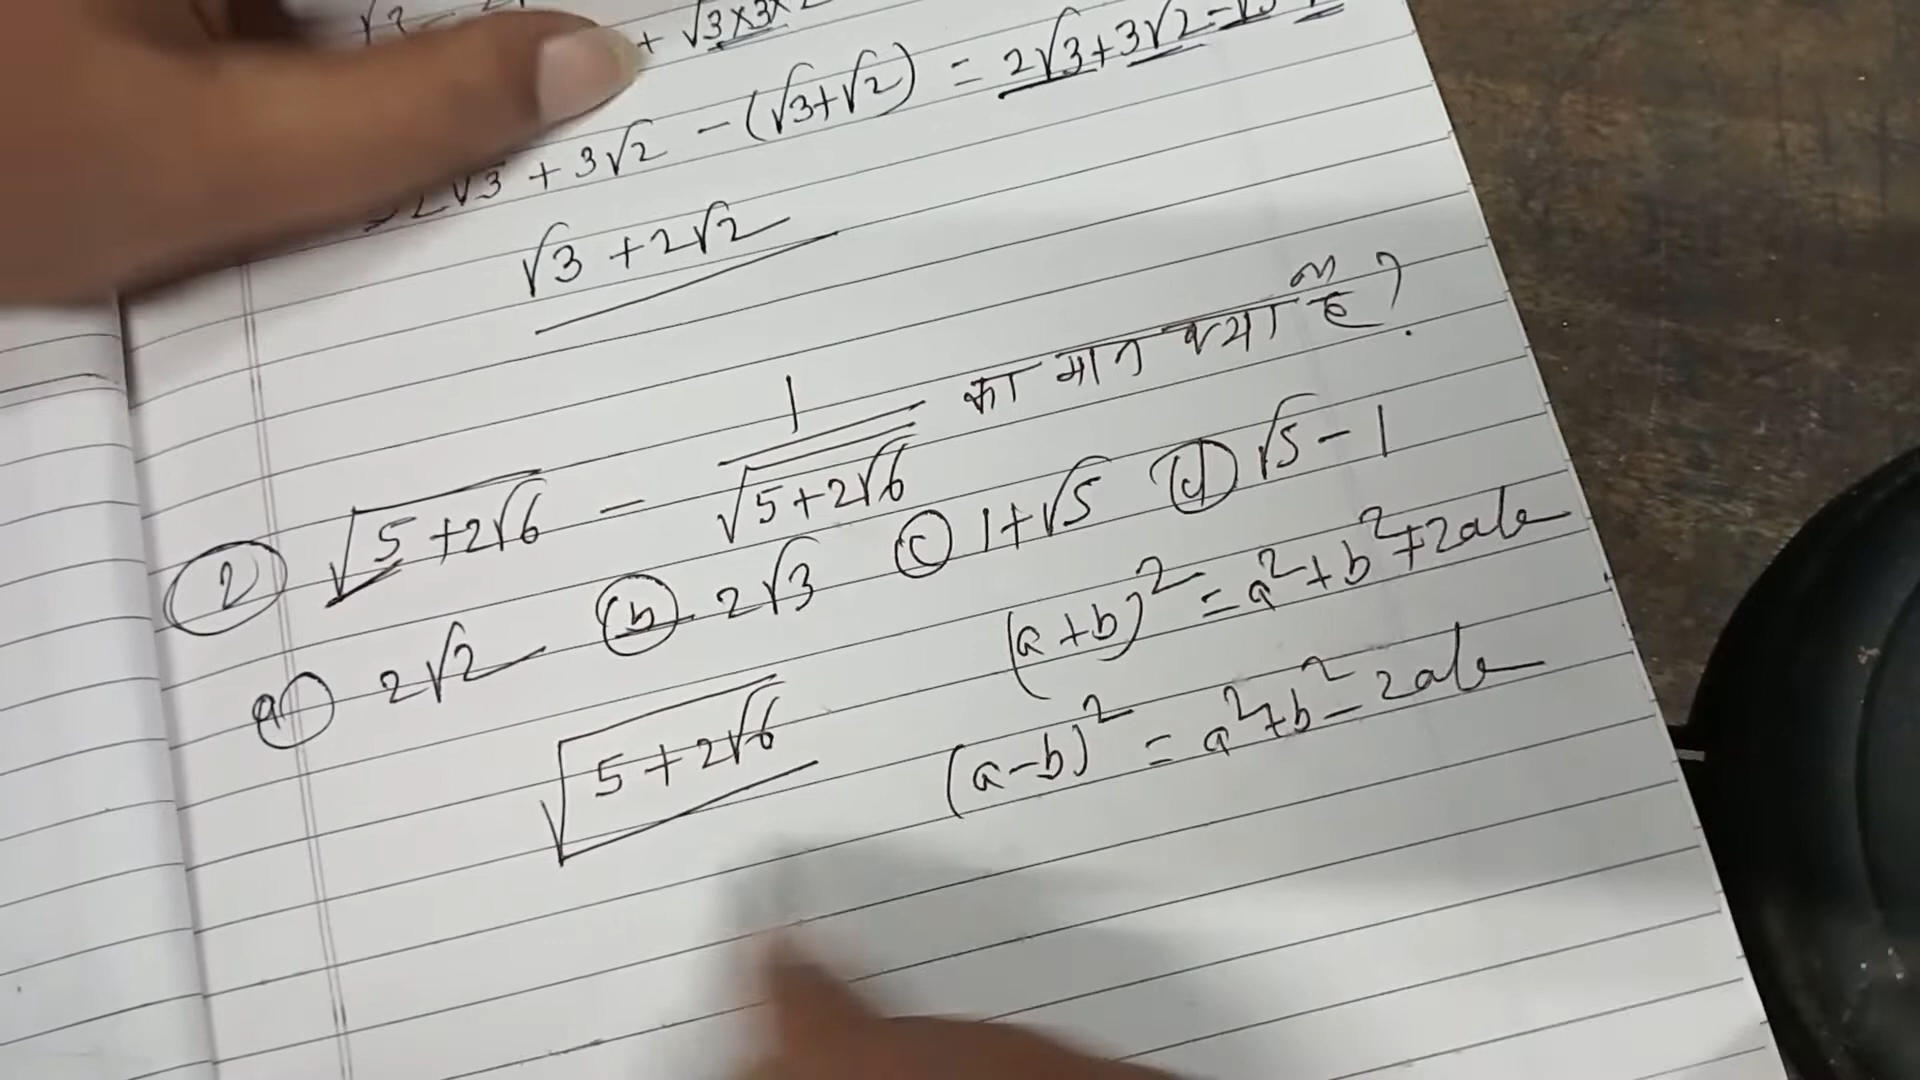 + √3×3×
2√3 + 3√2 - (√3+√2) = 2√3+3√2-√3
√3 + 2√2
② √5+2√6 - 1/√5+2√6 का मान क्या है ?
ⓐ 2√2 ⓑ 2√3 ⓒ 1+√5 ⓓ √5-1
√5+2√6
(a+b)² = a²+b²+2ab
(a-b)² = a²+b²-2ab